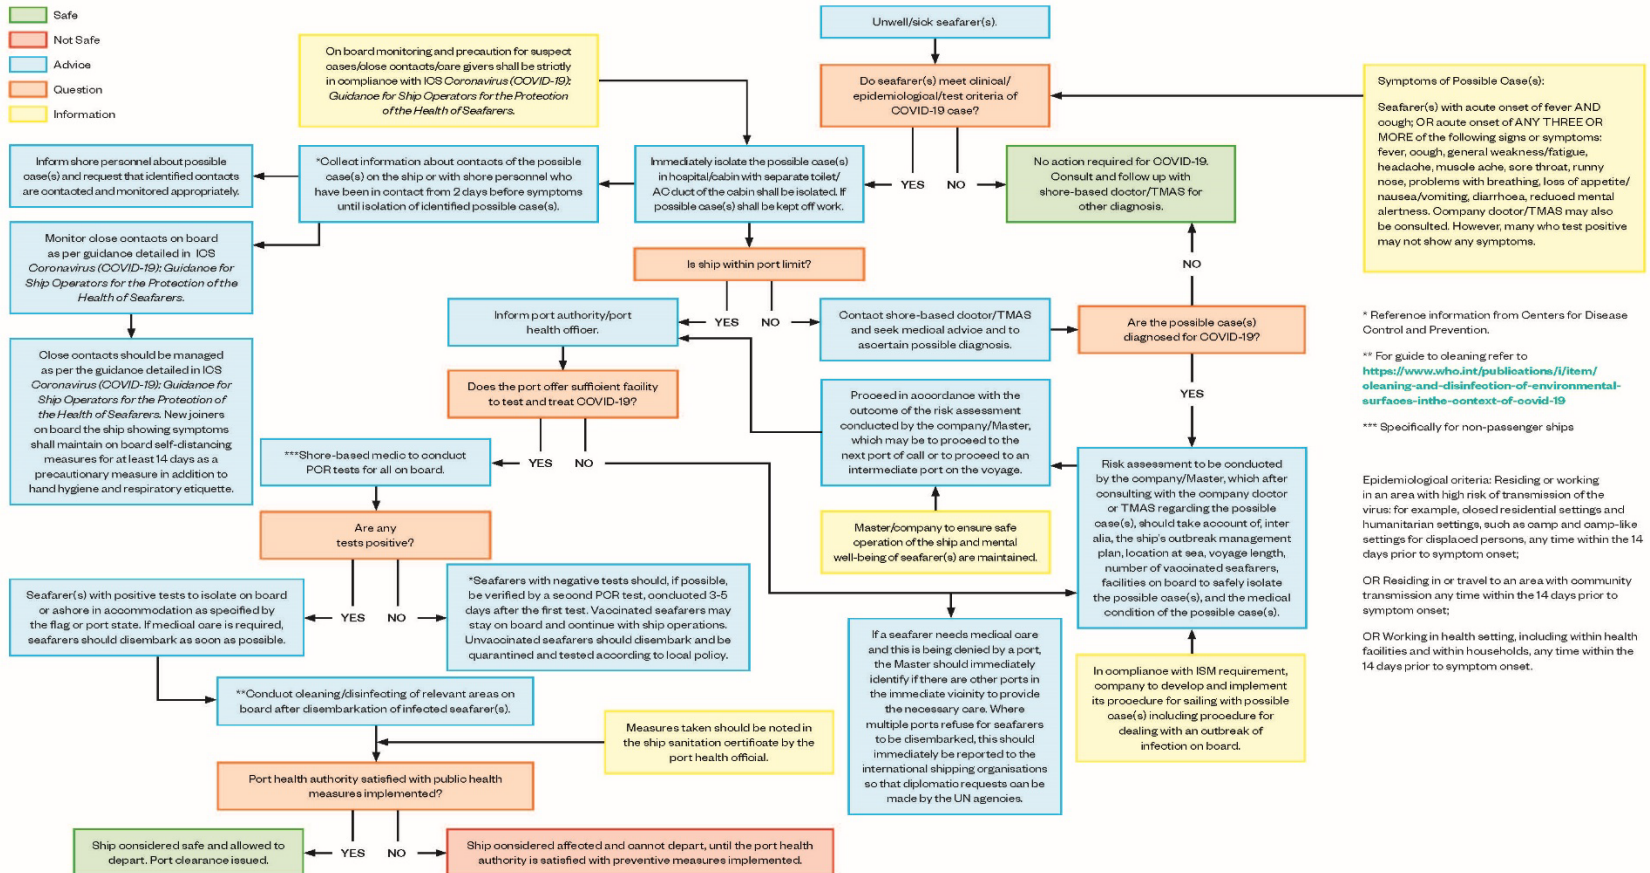 Safe
Not Safe
Advice
Question
Information
Unwell/sick seafarer(s).
On board monitoring and precaution for suspect
cases/close contacts/care givers shall be strictly
in compliance with ICS Coronavirus (COVID-19):
Guidance for Ship Operators for the Protection
of the Health of Seafarers.
Do seafarer(s) meet clinical/
epidemiological/test criteria of
COVID-19 case?
Symptoms of Possible Case(s):
Seafarer(s) with acute onset of fever AND
cough; OR acute onset of ANY THREE OR
MORE of the following signs or symptoms:
fever, cough, general weakness/fatigue,
headache, muscle ache, sore throat, runny
nose, problems with breathing, loss of appetite/
nausea/vomiting, diarrhoea, reduced mental
alertness. Company doctor/TMAS may also
be consulted. However, many who test positive
may not show any symptoms.
Inform shore personnel about possible
case(s) and request that identified contacts
are contacted and monitored appropriately.
*Collect information about contacts of the possible
case(s) on the ship or with shore personnel who
have been in contact from 2 days before symptoms
until isolation of identified possible case(s).
Immediately isolate the possible case(s)
in hospital/cabin with separate toilet/
AC duct of the cabin shall be isolated. If
possible case(s) shall be kept off work.
YES
NO
No action required for COVID-19.
Consult and follow up with
shore-based doctor/TMAS for
other diagnosis.
Monitor close contacts on board
as per guidance detailed in ICS
Coronavirus (COVID-19): Guidance for
Ship Operators for the Protection of the
Health of Seafarers.
Is ship within port limit?
NO
Inform port authority/port
health officer.
YES
NO
Contact shore-based doctor/TMAS
and seek medical advice and to
ascertain possible diagnosis.
Are the possible case(s)
diagnosed for COVID-19?
* Reference information from Centers for Disease
Control and Prevention.
** For guide to cleaning refer to
https://www.who.int/publications/i/item/
cleaning-and-disinfection-of-environmental-
surfaces-inthe-context-of-covid-19
*** Specifically for non-passenger ships
Close contacts should be managed
as per the guidance detailed in ICS
Coronavirus (COVID-19): Guidance for
Ship Operators for the Protection of
the Health of Seafarers. New joiners
on board the ship showing symptoms
shall maintain on board self-distancing
measures for at least 14 days as a
precautionary measure in addition to
hand hygiene and respiratory etiquette.
Does the port offer sufficient facility
to test and treat COVID-19?
Proceed in accordance with the
outcome of the risk assessment
conducted by the company/Master,
which may be to proceed to the
next port of call or to proceed to an
intermediate port on the voyage.
YES
***Shore-based medic to conduct
PCR tests for all on board.
YES
NO
Risk assessment to be conducted
by the company/Master, which after
consulting with the company doctor
or TMAS regarding the possible
case(s), should take account of, inter
alia, the ship's outbreak management
plan, location at sea, voyage length,
number of vaccinated seafarers,
facilities on board to safely isolate
the possible case(s), and the medical
condition of the possible case(s).
Epidemiological criteria: Residing or working
in an area with high risk of transmission of the
virus: for example, closed residential settings and
humanitarian settings, such as camp and camp-like
settings for displaced persons, any time within the 14
days prior to symptom onset;
OR Residing in or travel to an area with community
transmission any time within the 14 days prior to
symptom onset;
OR Working in health setting, including within health
facilities and within households, any time within the
14 days prior to symptom onset.
Are any
tests positive?
Master/company to ensure safe
operation of the ship and mental
well-being of seafarer(s) are maintained.
Seafarer(s) with positive tests to isolate on board
or ashore in accommodation as specified by
the flag or port state. If medical care is required,
seafarers should disembark as soon as possible.
YES
NO
*Seafarers with negative tests should, if possible,
be verified by a second PCR test, conducted 3-5
days after the first test. Vaccinated seafarers may
stay on board and continue with ship operations.
Unvaccinated seafarers should disembark and be
quarantined and tested according to local policy.
If a seafarer needs medical care
and this is being denied by a port,
the Master should immediately
identify if there are other ports in
the immediate vicinity to provide
the necessary care. Where
multiple ports refuse for seafarers
to be disembarked, this should
immediately be reported to the
international shipping organisations
so that diplomatic requests can be
made by the UN agencies.
In compliance with ISM requirement,
company to develop and implement
its procedure for sailing with possible
case(s) including procedure for
dealing with an outbreak of
infection on board.
**Conduct cleaning/disinfecting of relevant areas on
board after disembarkation of infected seafarer(s).
Measures taken should be noted in
the ship sanitation certificate by the
port health official.
Port health authority satisfied with public health
measures implemented?
Ship considered safe and allowed to
depart. Port clearance issued.
YES
NO
Ship considered affected and cannot depart, until the port health
authority is satisfied with preventive measures implemented.